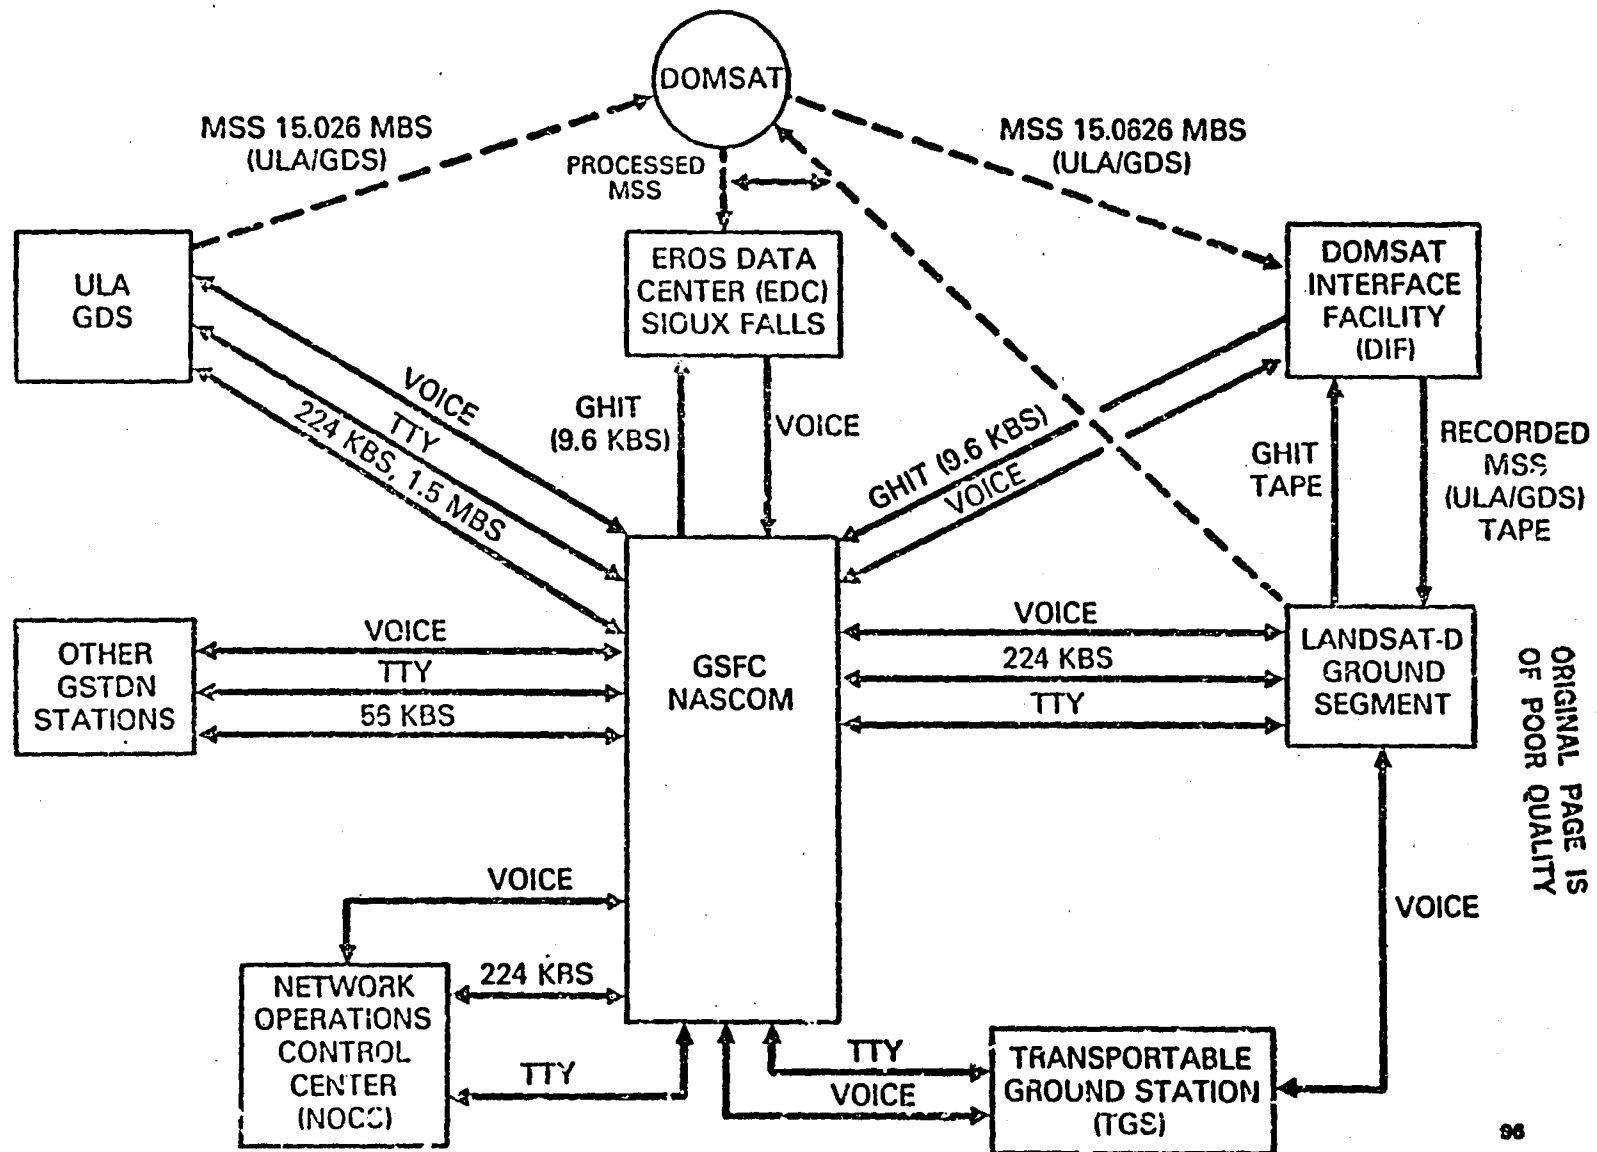 DOMSAT
MSS 15.026 MBS
(ULA/GDS)
MSS 15.0626 MBS
(ULA/GDS)
PROCESSED
MSS
ULA
GDS
EROS DATA
CENTER (EDC)
SIOUX FALLS
DOMSAT
INTERFACE
FACILITY
(DIF)
VOICE
TTY
224 KBS, 1.5 MBS
GHIT
(9.6 KBS)
VOICE
GHIT (9.6 KBS)
VOICE
GHIT
TAPE
RECORDED
MSS
(ULA/GDS)
TAPE
OTHER
GSTDN
STATIONS
VOICE
TTY
56 KBS
GSFC
NASCOM
VOICE
224 KBS
TTY
LANDSAT-D
GROUND
SEGMENT
ORIGINAL PAGE IS
OF POOR QUALITY
VOICE
224 KBS
TTY
NETWORK
OPERATIONS
CONTROL
CENTER
(NOCC)
TTY
VOICE
TRANSPORTABLE
GROUND STATION
(TGS)
VOICE
96